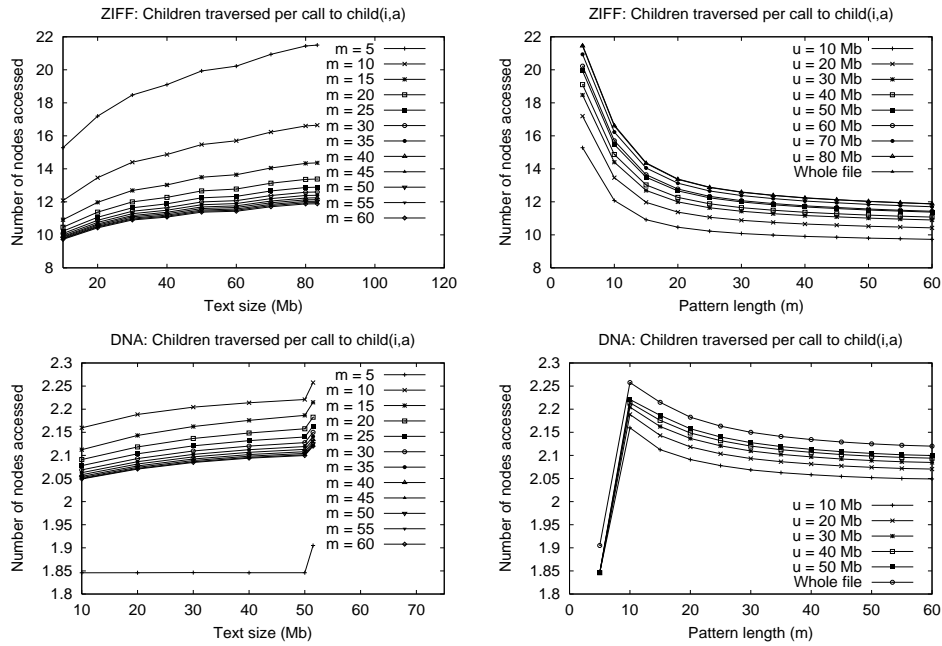 ZIFF: Children traversed per call to child(i,a)
Number of nodes accessed
22
20
18
16
14
12
10
8
20
40
60
80
100
120
Text size (Mb)
m = 5
m = 10
m = 15
m = 20
m = 25
m = 30
m = 35
m = 40
m = 45
m = 50
m = 55
m = 60
ZIFF: Children traversed per call to child(i,a)
Number of nodes accessed
22
20
18
16
14
12
10
8
0
10
20
30
40
50
60
Pattern length (m)
u = 10 Mb
u = 20 Mb
u = 30 Mb
u = 40 Mb
u = 50 Mb
u = 60 Mb
u = 70 Mb
u = 80 Mb
Whole file
DNA: Children traversed per call to child(i,a)
Number of nodes accessed
2.3
2.25
2.2
2.15
2.1
2.05
2
1.95
1.9
1.85
1.8
10
20
30
40
50
60
70
Text size (Mb)
m = 5
m = 10
m = 15
m = 20
m = 25
m = 30
m = 35
m = 40
m = 45
m = 50
m = 55
m = 60
DNA: Children traversed per call to child(i,a)
Number of nodes accessed
2.3
2.25
2.2
2.15
2.1
2.05
2
1.95
1.9
1.85
1.8
0
10
20
30
40
50
60
Pattern length (m)
u = 10 Mb
u = 20 Mb
u = 30 Mb
u = 40 Mb
u = 50 Mb
Whole file